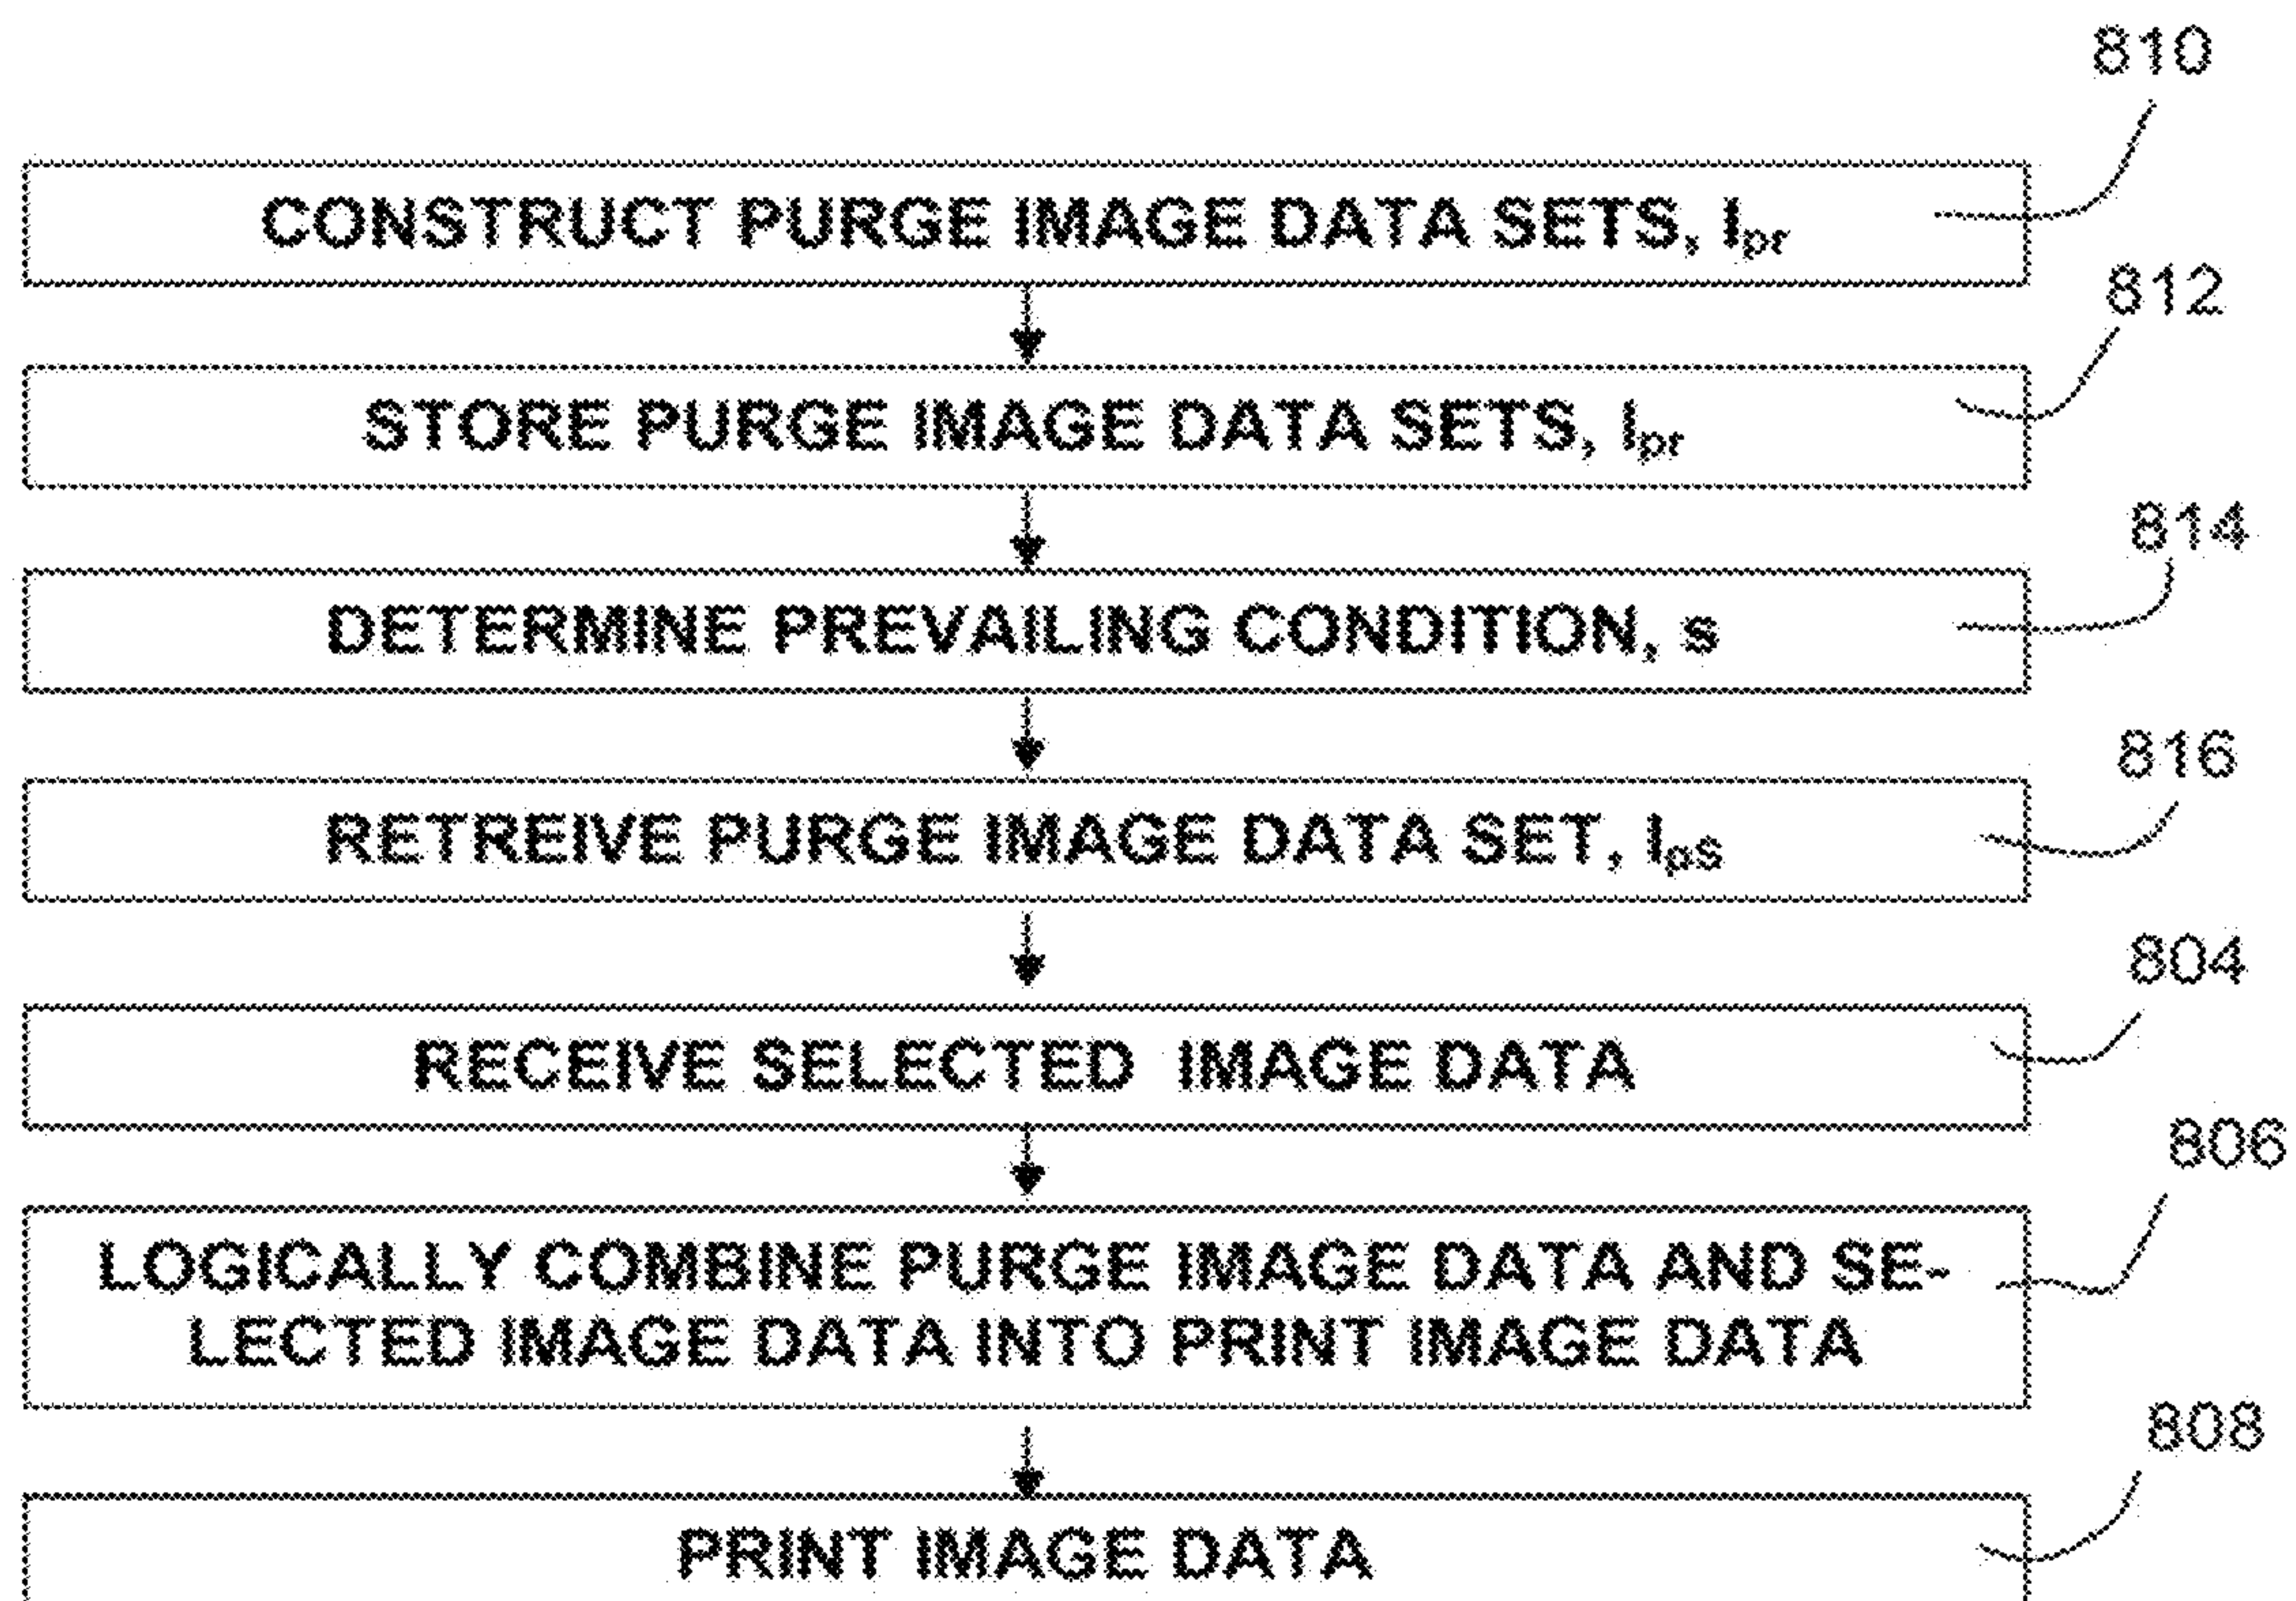 810
CONSTRUCT PURGE IMAGE DATA SETS, Ipr
812
STORE PURGE IMAGE DATA SETS, Ipr
814
DETERMINE PREVAILING CONDITION, s
816
RETREIVE PURGE IMAGE DATA SET, Ips
804
RECEIVE SELECTED IMAGE DATA
806
LOGICALLY COMBINE PURGE IMAGE DATA AND SE-
LECTED IMAGE DATA INTO PRINT IMAGE DATA
808
PRINT IMAGE DATA